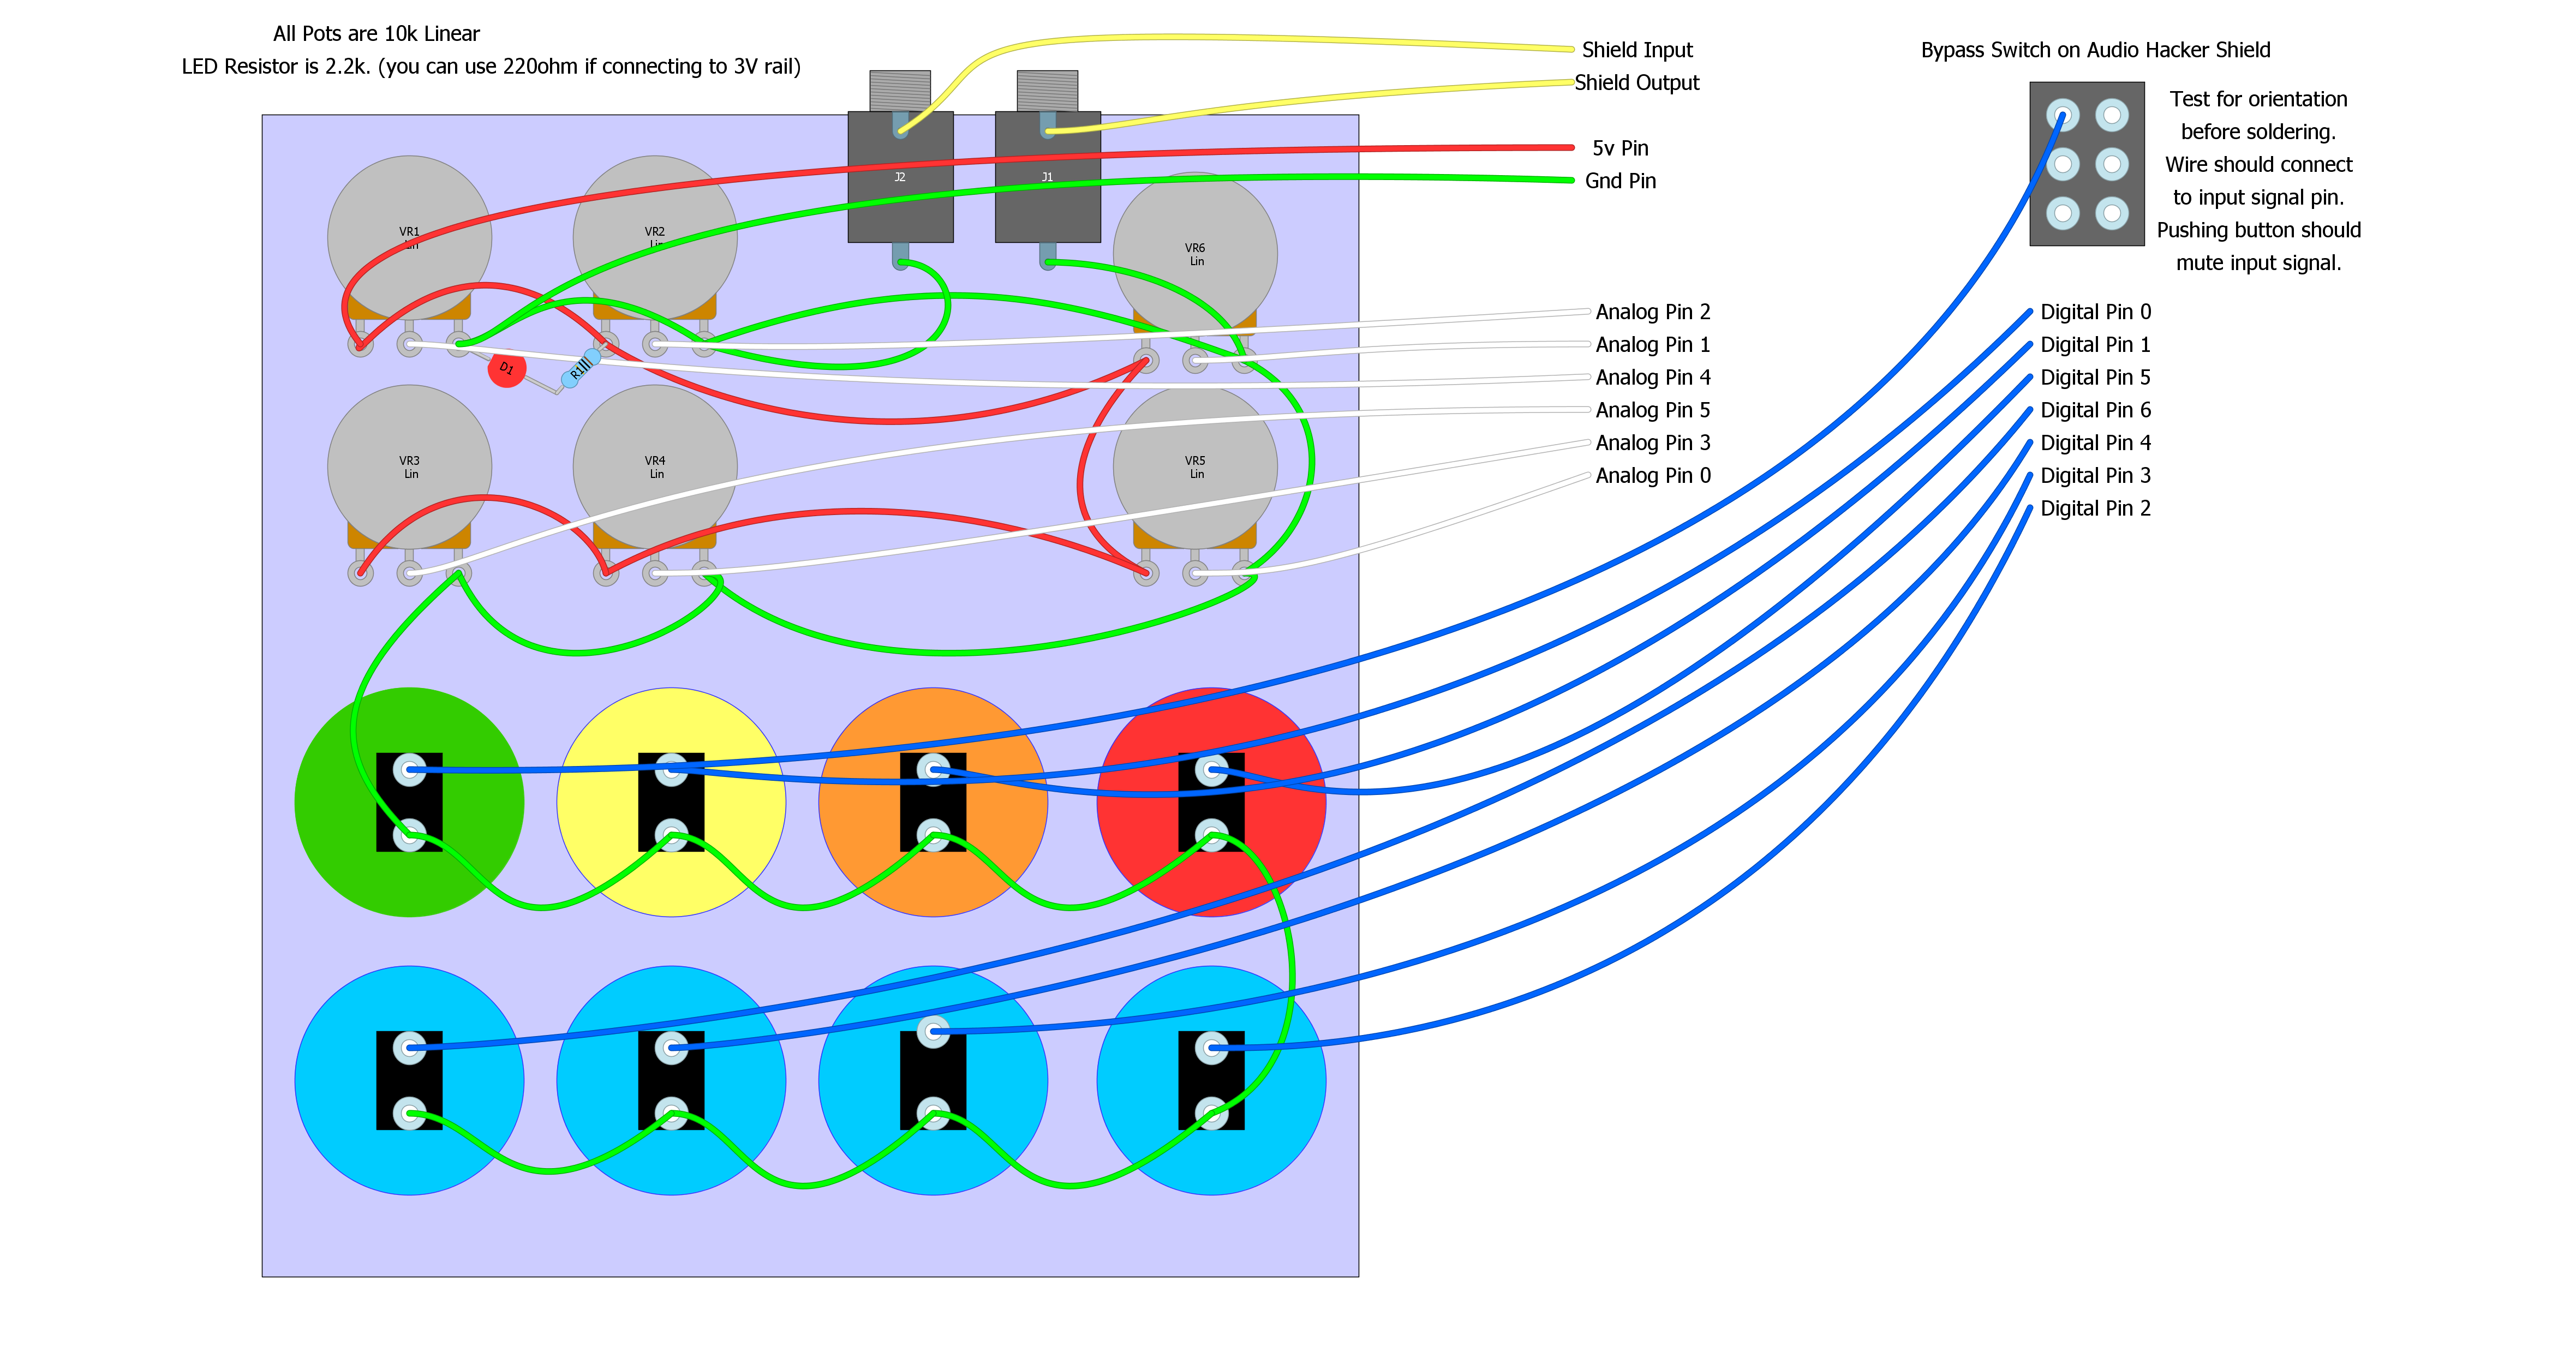 All Pots are 10k Linear
LED Resistor is 2.2k. (you can use 220ohm if connecting to 3V rail)
Shield Input
Shield Output
5v Pin
Gnd Pin
Bypass Switch on Audio Hacker Shield
Test for orientation
before soldering.
Wire should connect
to input signal pin.
Pushing button should
mute input signal.
J2
J1
VR1
Lin
VR2
Lin
VR6
Lin
D1
R1
VR3
Lin
VR4
Lin
VR5
Lin
Analog Pin 2
Analog Pin 1
Analog Pin 4
Analog Pin 5
Analog Pin 3
Analog Pin 0
Digital Pin 0
Digital Pin 1
Digital Pin 5
Digital Pin 6
Digital Pin 4
Digital Pin 3
Digital Pin 2